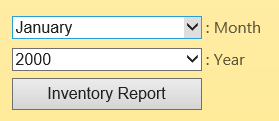 January : Month
2000 : Year
Inventory Report